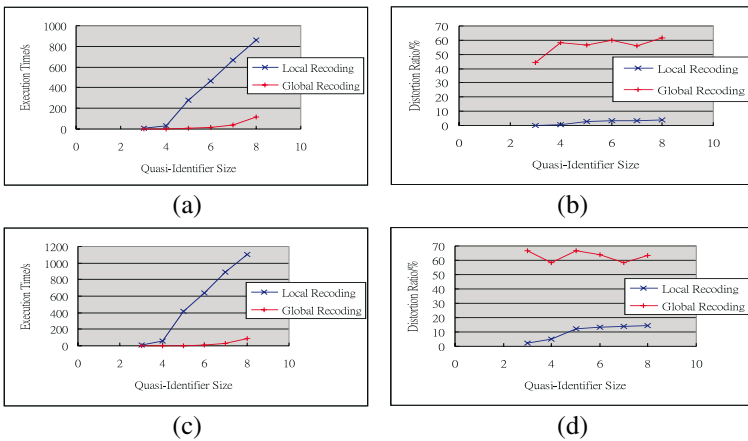 1000
800
600
400
200
0
Execution Time/s
0 2 4 6 8 10
Quasi-Identifier Size
Local Recoding
Global Recoding
(a)
70
60
50
40
30
20
10
0
Distortion Ratio/%
0 2 4 6 8 10
Quasi-Identifier Size
Local Recoding
Global Recoding
(b)
1200
1000
800
600
400
200
0
Execution Time/s
0 2 4 6 8 10
Quasi-Identifier Size
Local Recoding
Global Recoding
(c)
70
60
50
40
30
20
10
0
Distortion Ratio/%
0 2 4 6 8 10
Quasi-Identifier Size
Local Recoding
Global Recoding
(d)